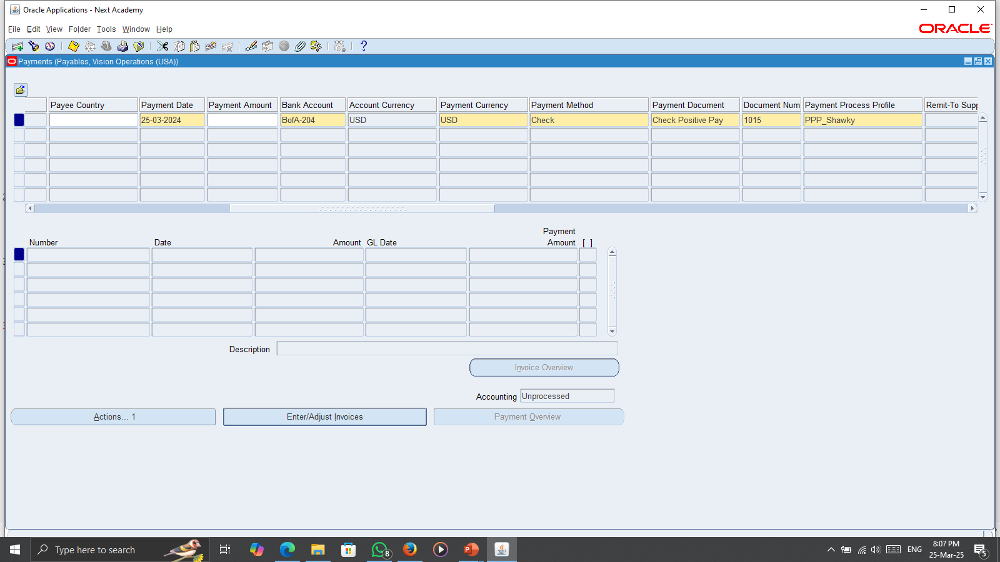 Oracle Applications - Next Academy
File Edit View Folder Tools Window Help
ORACLE
Payments (Payables, Vision Operations (USA))
Payee Country Payment Date Payment Amount Bank Account Account Currency Payment Currency Payment Method Payment Document Document Num Payment Process Profile Remit-To Supp
25-03-2024 BofA-204 USD USD Check Check Positive Pay 1015 PPP_Shawky
Payment
Number Date Amount GL Date Amount [ ]
Description
Invoice Overview
Accounting Unprocessed
Actions... 1 Enter/Adjust Invoices Payment Overview
Type here to search
8
ENG
8:07 PM
25-Mar-25
5